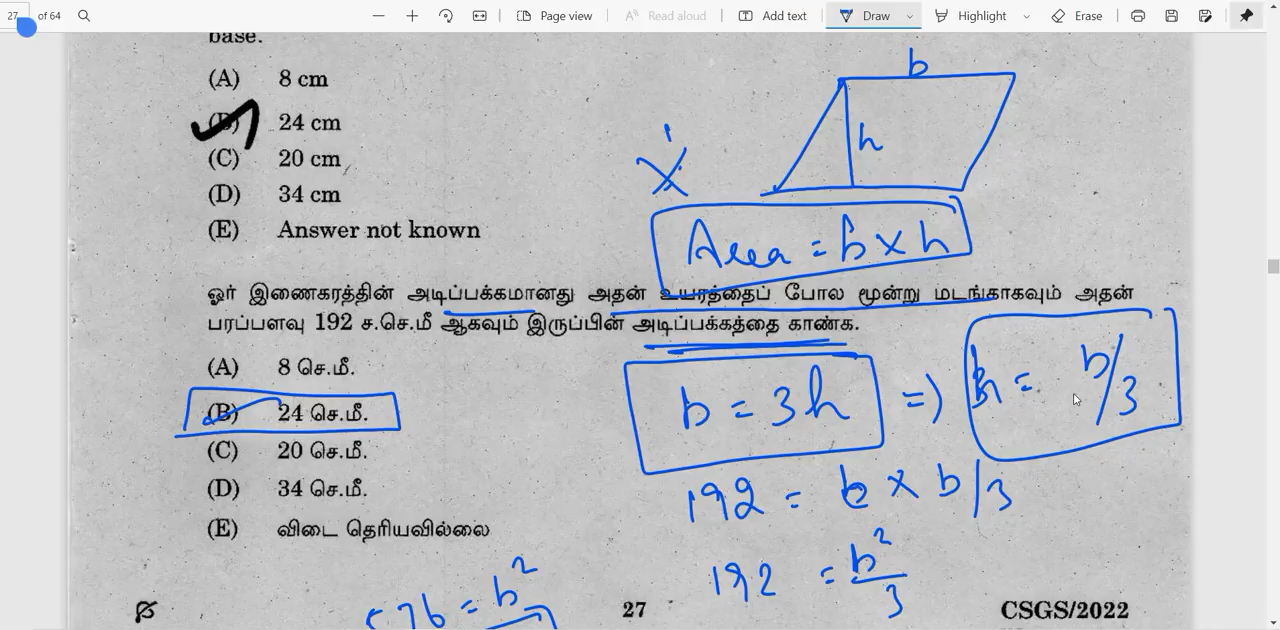 27 of 64 Page view Read aloud Add text Draw Highlight Erase
base.
(A) 8 cm
(B) 24 cm
(C) 20 cm
(D) 34 cm
(E) Answer not known
b
h
Area = b × h
ஓர் இணைகரத்தின் அடிப்பக்கமானது அதன் உயரத்தைப் போல மூன்று மடங்காகவும் அதன்
பரப்பளவு 192 ச.செ.மீ ஆகவும் இருப்பின் அடிப்பக்கத்தை காண்க.
(A) 8 செ.மீ.
(B) 24 செ.மீ.
(C) 20 செ.மீ.
(D) 34 செ.மீ.
(E) விடை தெரியவில்லை
b = 3h => h = b/3
192 = b × b/3
192 = b²/3
576 = b²
27 CSGS/2022